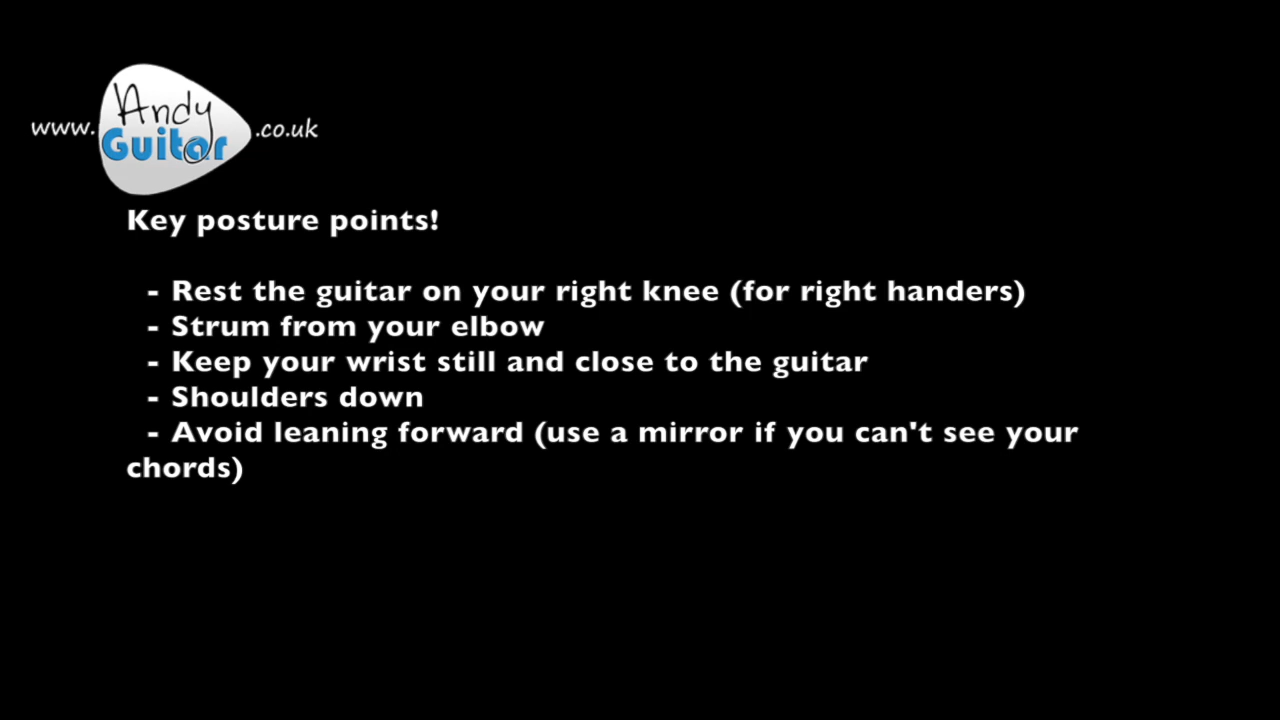 www.Andy Guitar.co.uk
Key posture points!
- Rest the guitar on your right knee (for right handers)
- Strum from your elbow
- Keep your wrist still and close to the guitar
- Shoulders down
- Avoid leaning forward (use a mirror if you can't see your
chords)